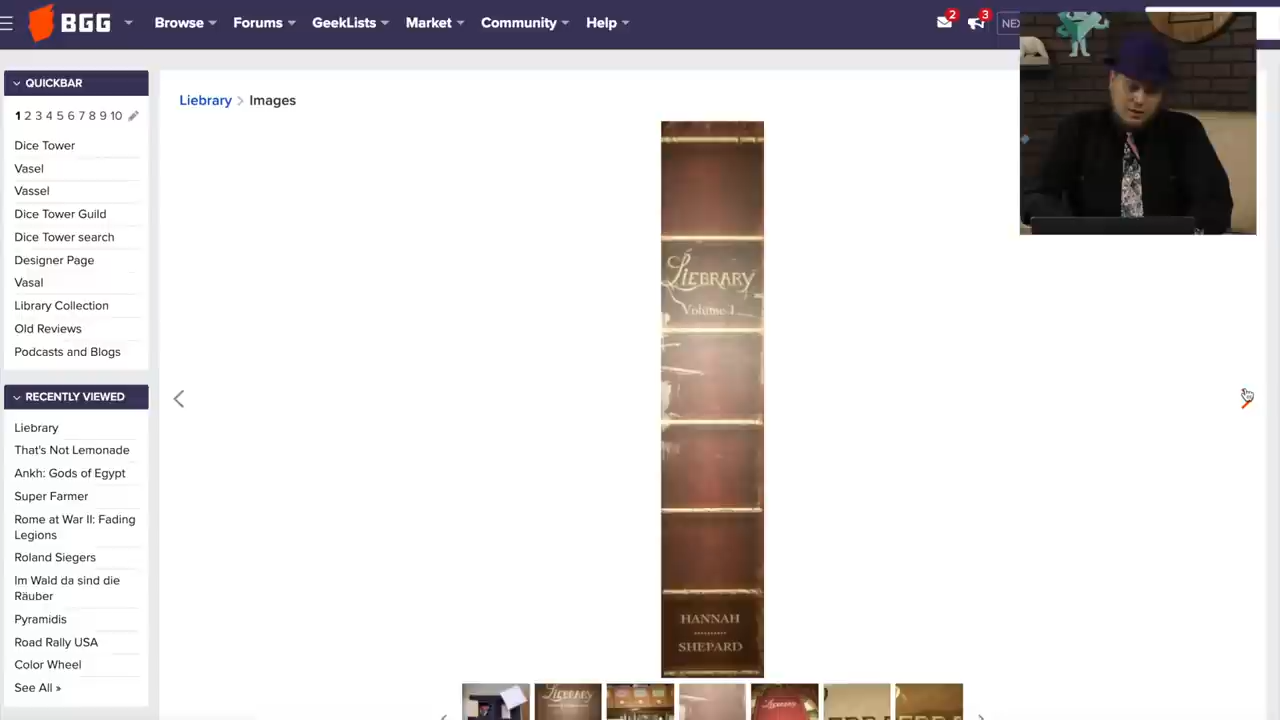 BGG
Browse
Forums
GeekLists
Market
Community
Help
2
3
QUICKBAR
1 2 3 4 5 6 7 8 9 10
Dice Tower
Vasel
Vassel
Dice Tower Guild
Dice Tower search
Designer Page
Vasal
Library Collection
Old Reviews
Podcasts and Blogs
RECENTLY VIEWED
Liebrary
That's Not Lemonade
Ankh: Gods of Egypt
Super Farmer
Rome at War II: Fading
Legions
Roland Siegers
Im Wald da sind die
Räuber
Pyramidis
Road Rally USA
Color Wheel
See All »
Liebrary > Images
LIEBRARY
Volume 1
HANNAH
SHEPARD
LIEBRARY
LIEBRARY